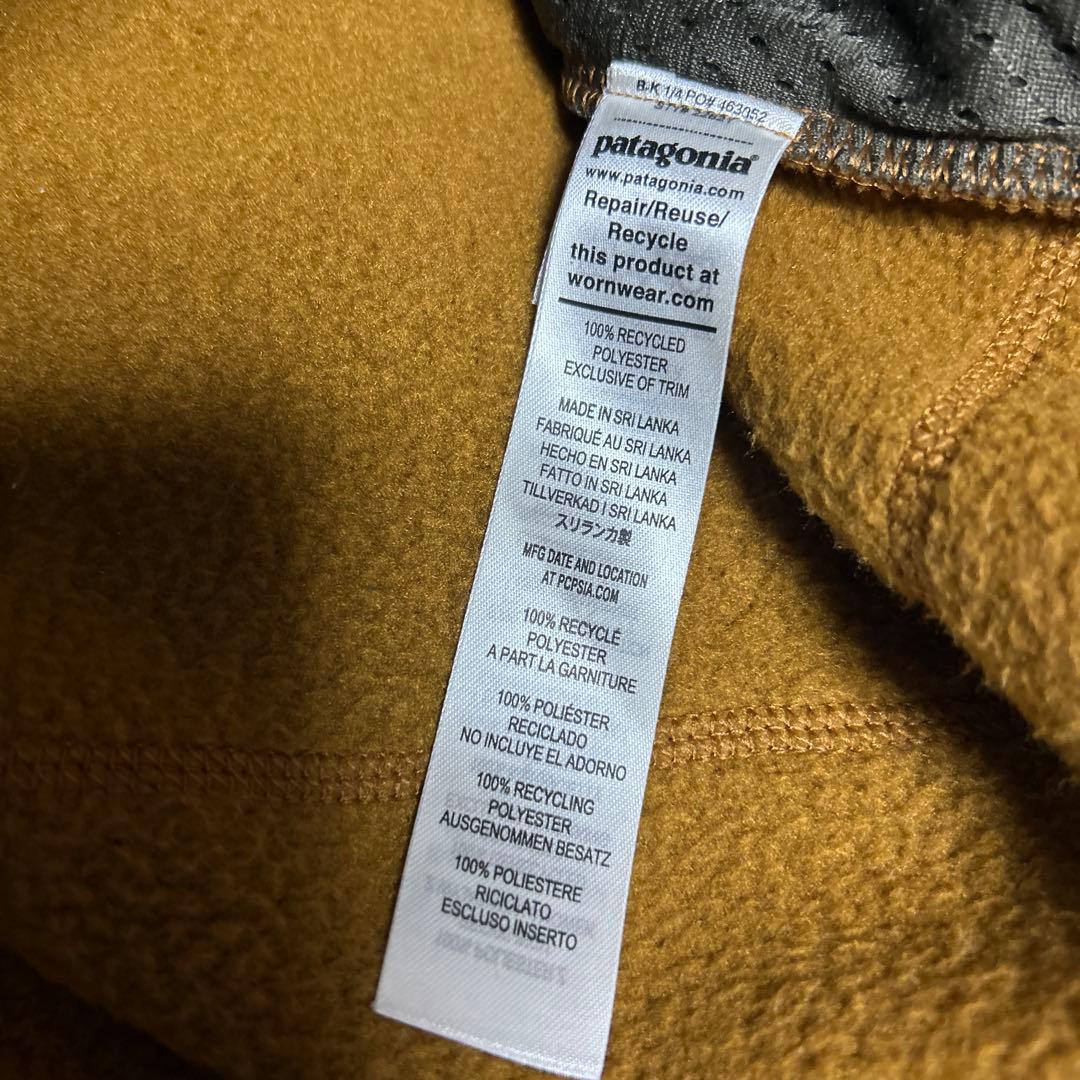 B-K 1/4 PO# 463052
patagonia®
www.patagonia.com
Repair/Reuse/
Recycle
this product at
wornwear.com
100% RECYCLED
POLYESTER
EXCLUSIVE OF TRIM
MADE IN SRI LANKA
FABRIQUÉ AU SRI LANKA
HECHO EN SRI LANKA
FATTO IN SRI LANKA
TILLVERKAD I SRI LANKA
スリランカ製
MFG DATE AND LOCATION
AT PCPSIA.COM
100% RECYCLÉ
POLYESTER
A PART LA GARNITURE
100% POLIÉSTER
RECICLADO
NO INCLUYE EL ADORNO
100% RECYCLING
POLYESTER
AUSGENOMMEN BESATZ
100% POLIESTERE
RICICLATO
ESCLUSO INSERTO